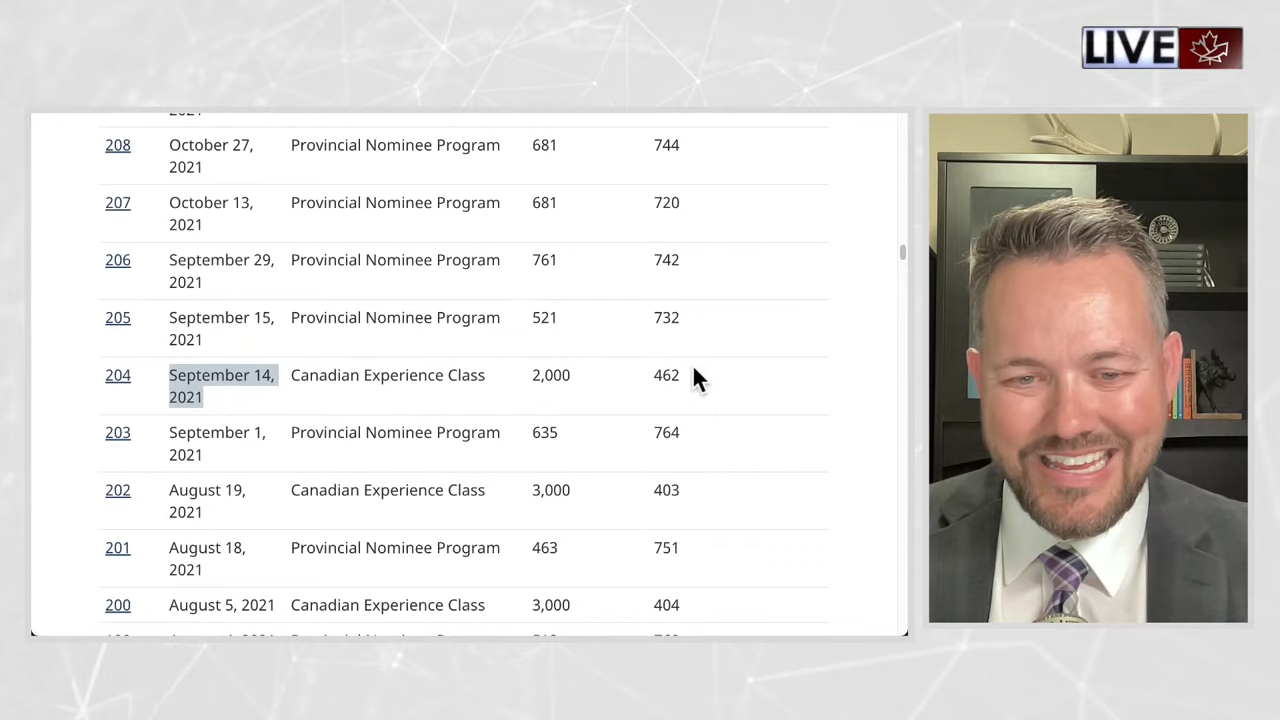 LIVE
2021
208 October 27, Provincial Nominee Program 681 744
2021
207 October 13, Provincial Nominee Program 681 720
2021
206 September 29, Provincial Nominee Program 761 742
2021
205 September 15, Provincial Nominee Program 521 732
2021
204 September 14, Canadian Experience Class 2,000 462
2021
203 September 1, Provincial Nominee Program 635 764
2021
202 August 19, Canadian Experience Class 3,000 403
2021
201 August 18, Provincial Nominee Program 463 751
2021
200 August 5, 2021 Canadian Experience Class 3,000 404